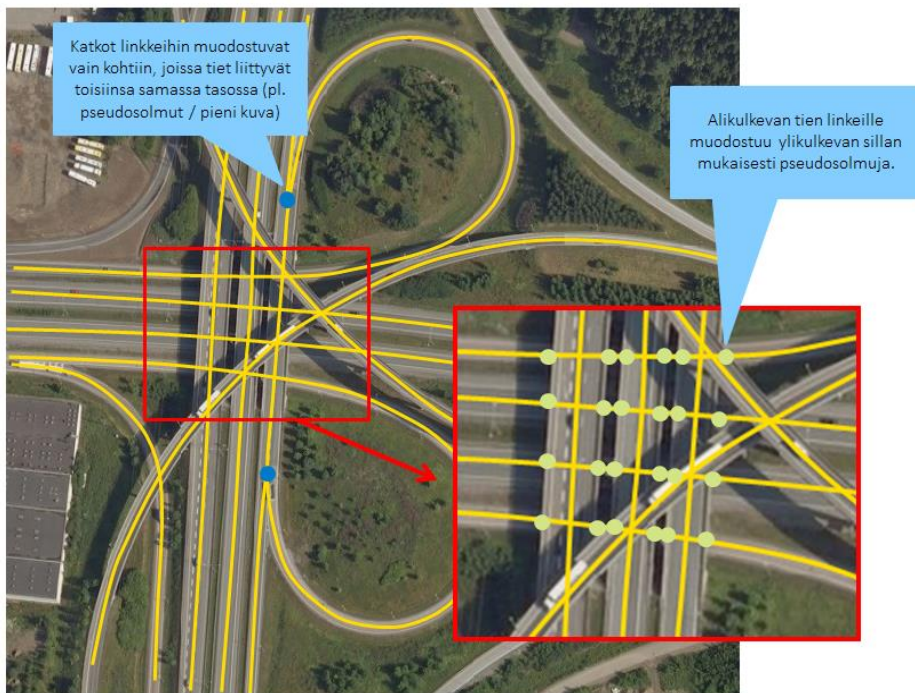 Katkot linkkeihin muodostuvat
vain kohtiin, joissa tiet liittyvät
toisiinsa samassa tasossa (pl.
pseudosolmut / pieni kuva)
Alikulkevan tien linkeille
muodostuu ylikulkevan sillan
mukaisesti pseudosolmuja.